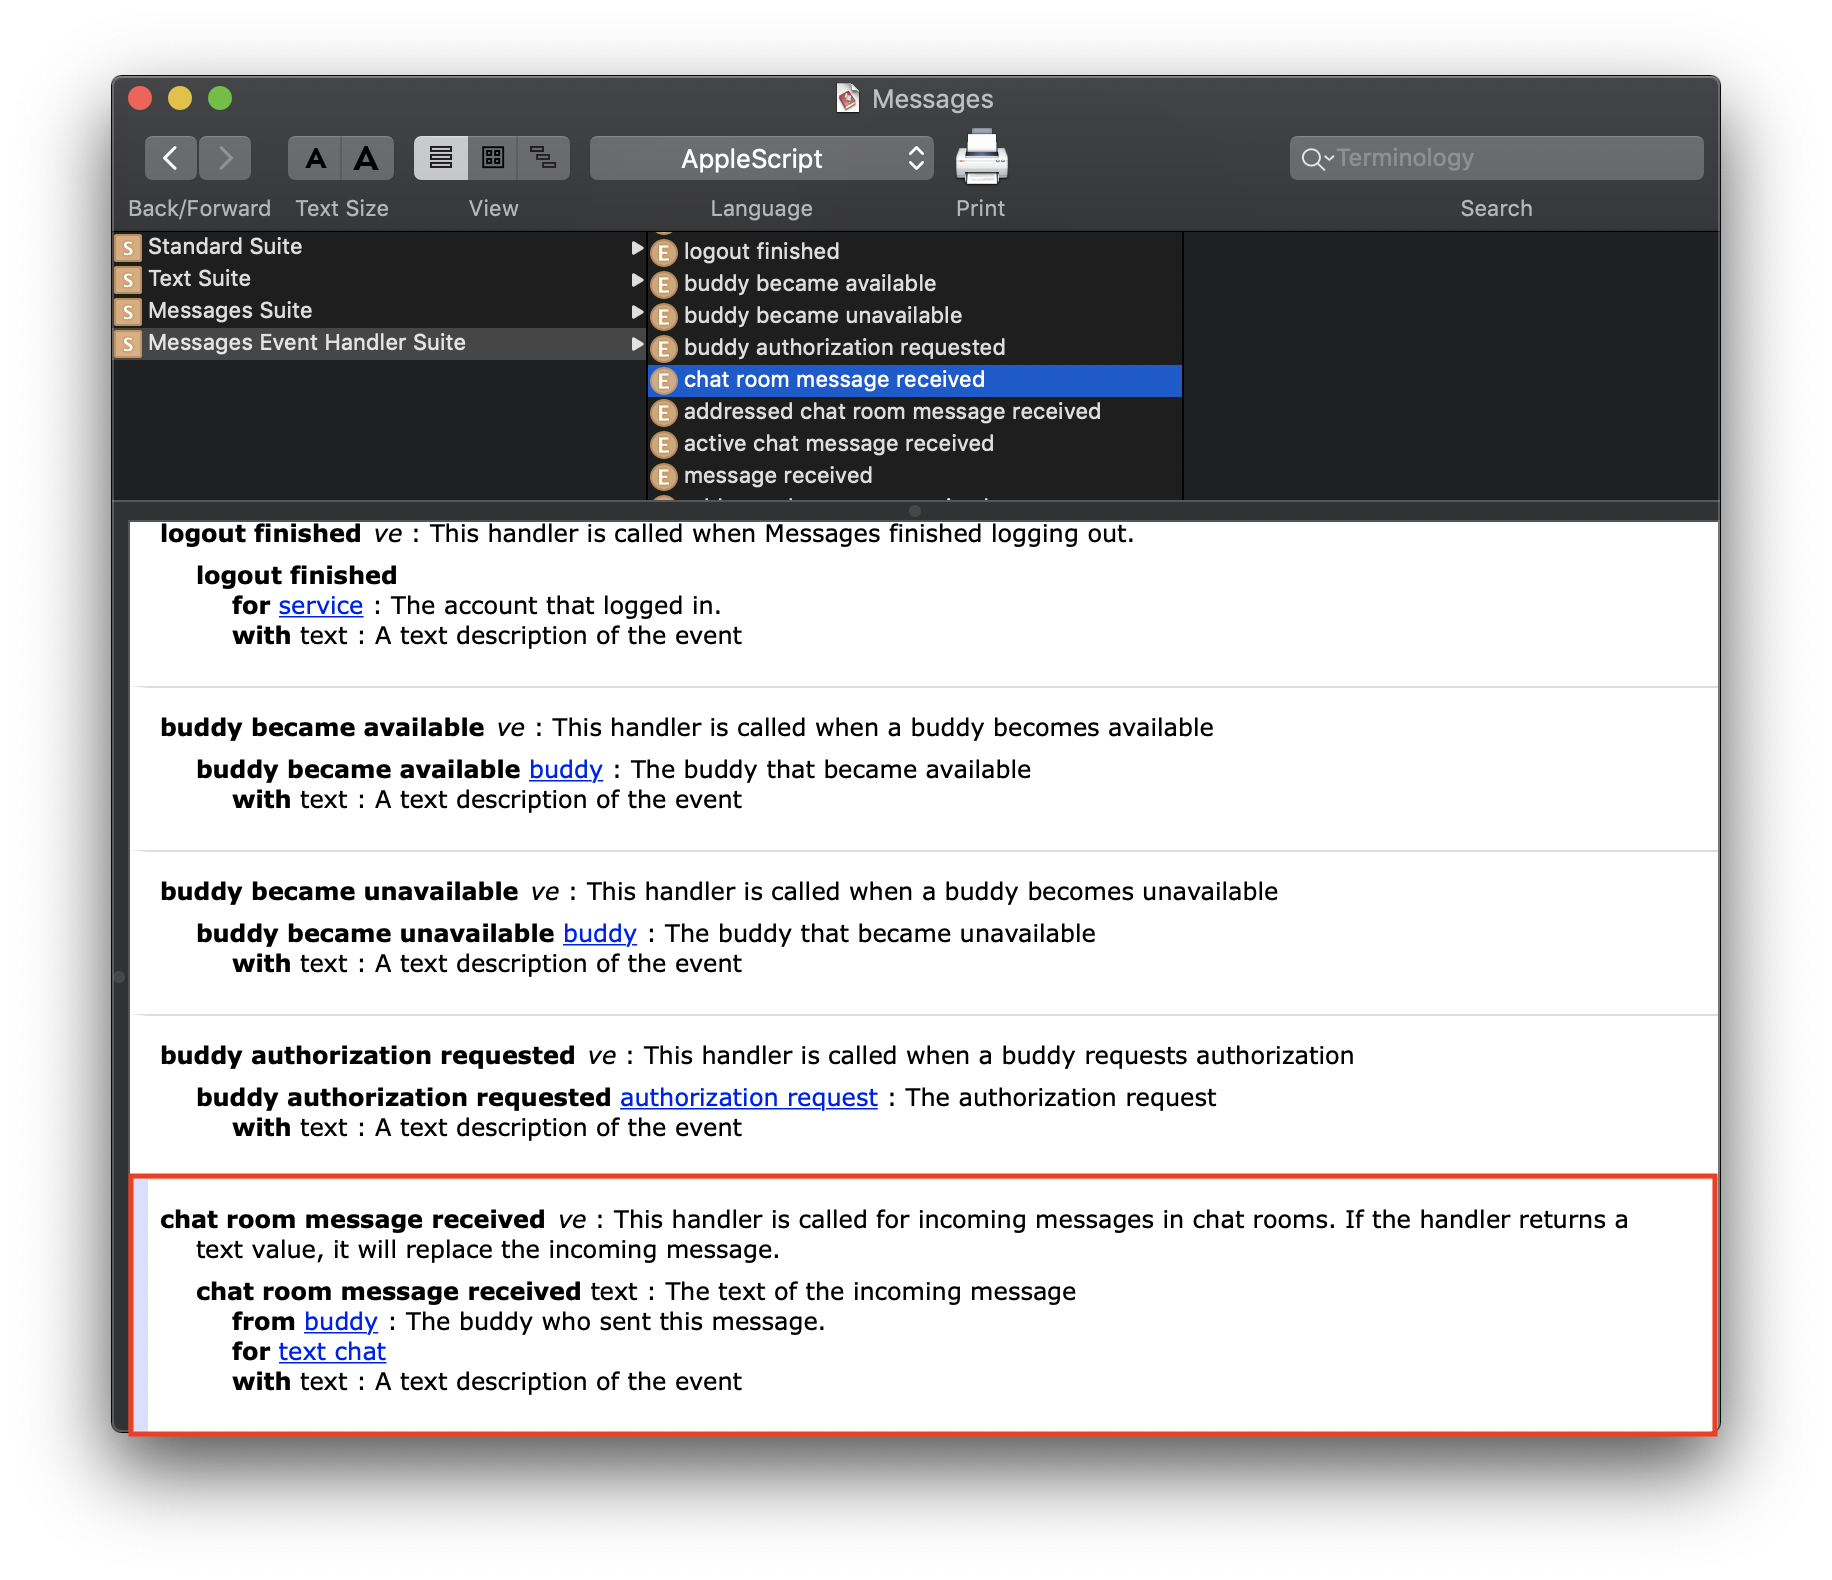 Messages
AppleScript
Terminology
Back/Forward
Text Size
View
Language
Print
Search
S Standard Suite
S Text Suite
S Messages Suite
S Messages Event Handler Suite
E logout finished
E buddy became available
E buddy became unavailable
E buddy authorization requested
E chat room message received
E addressed chat room message received
E active chat message received
E message received
logout finished ve : This handler is called when Messages finished logging out.
logout finished
for service : The account that logged in.
with text : A text description of the event
buddy became available ve : This handler is called when a buddy becomes available
buddy became available buddy : The buddy that became available
with text : A text description of the event
buddy became unavailable ve : This handler is called when a buddy becomes unavailable
buddy became unavailable buddy : The buddy that became unavailable
with text : A text description of the event
buddy authorization requested ve : This handler is called when a buddy requests authorization
buddy authorization requested authorization request : The authorization request
with text : A text description of the event
chat room message received ve : This handler is called for incoming messages in chat rooms. If the handler returns a
text value, it will replace the incoming message.
chat room message received text : The text of the incoming message
from buddy : The buddy who sent this message.
for text chat
with text : A text description of the event